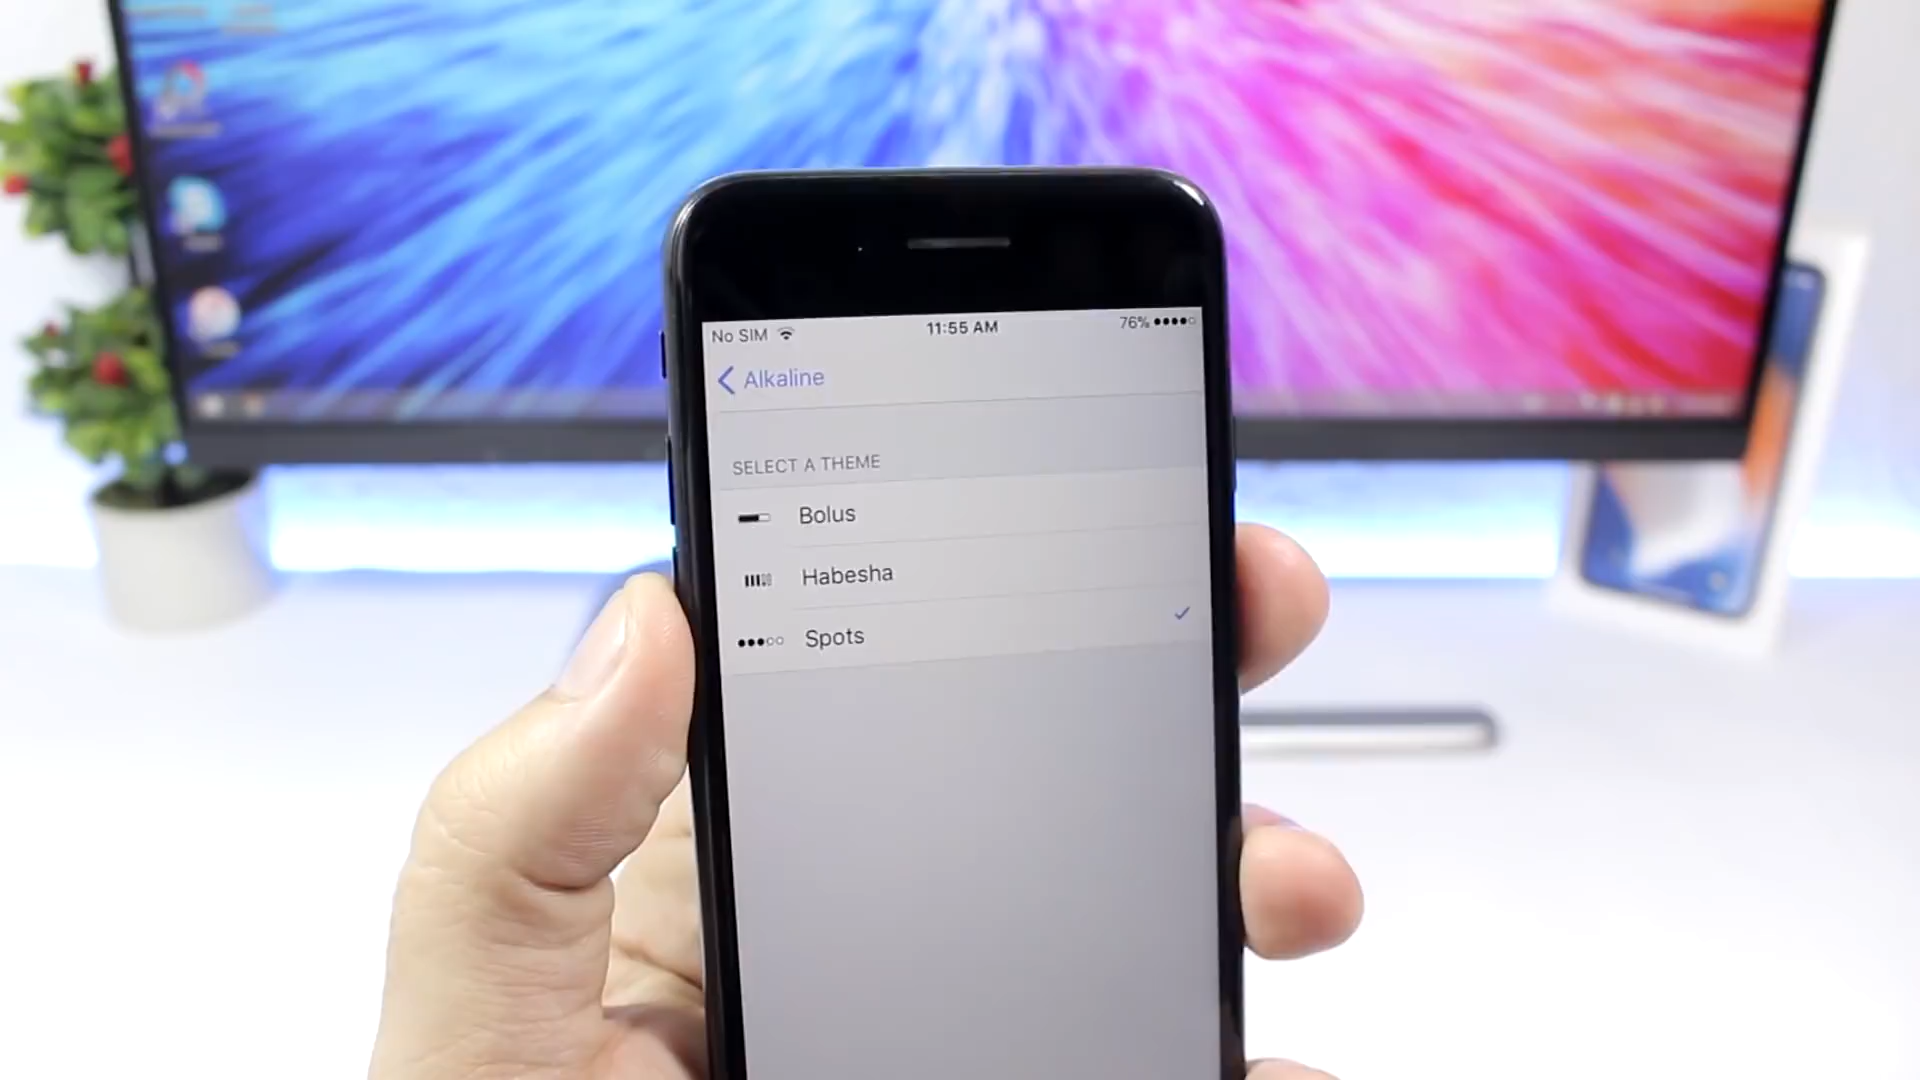 No SIM 11:55 AM 76%
Alkaline
SELECT A THEME
Bolus
Habesha
Spots